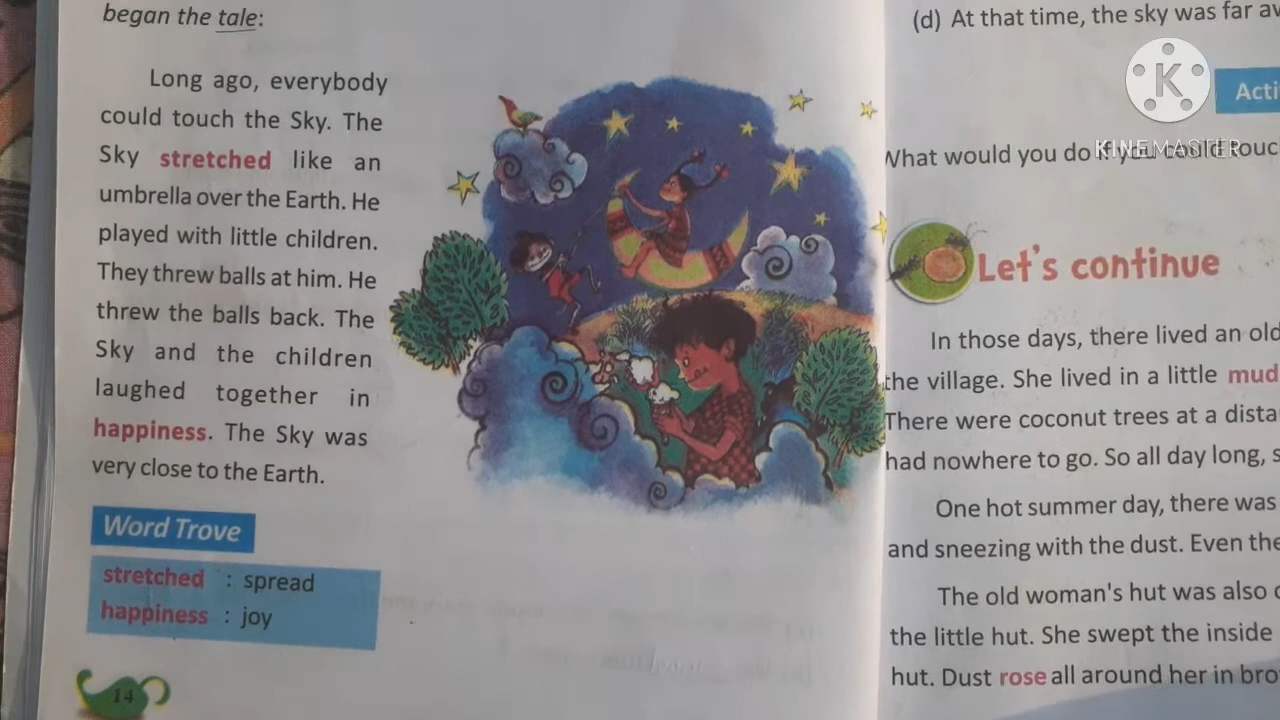 began the tale:
Long ago, everybody
could touch the Sky. The
Sky stretched like an
umbrella over the Earth. He
played with little children.
They threw balls at him. He
threw the balls back. The
Sky and the children
laughed together in
happiness. The Sky was
very close to the Earth.
Word Trove
stretched : spread
happiness : joy
14
(d) At that time, the sky was far
K
KINEMASTER
What would you do if you could
Let's continue
In those days, there lived an old
the village. She lived in a little mud
There were coconut trees at a
had nowhere to go. So all day long,
One hot summer day, there was
and sneezing with the dust. Even the
The old woman's hut was also
the little hut. She swept the inside
hut. Dust rose all around her in